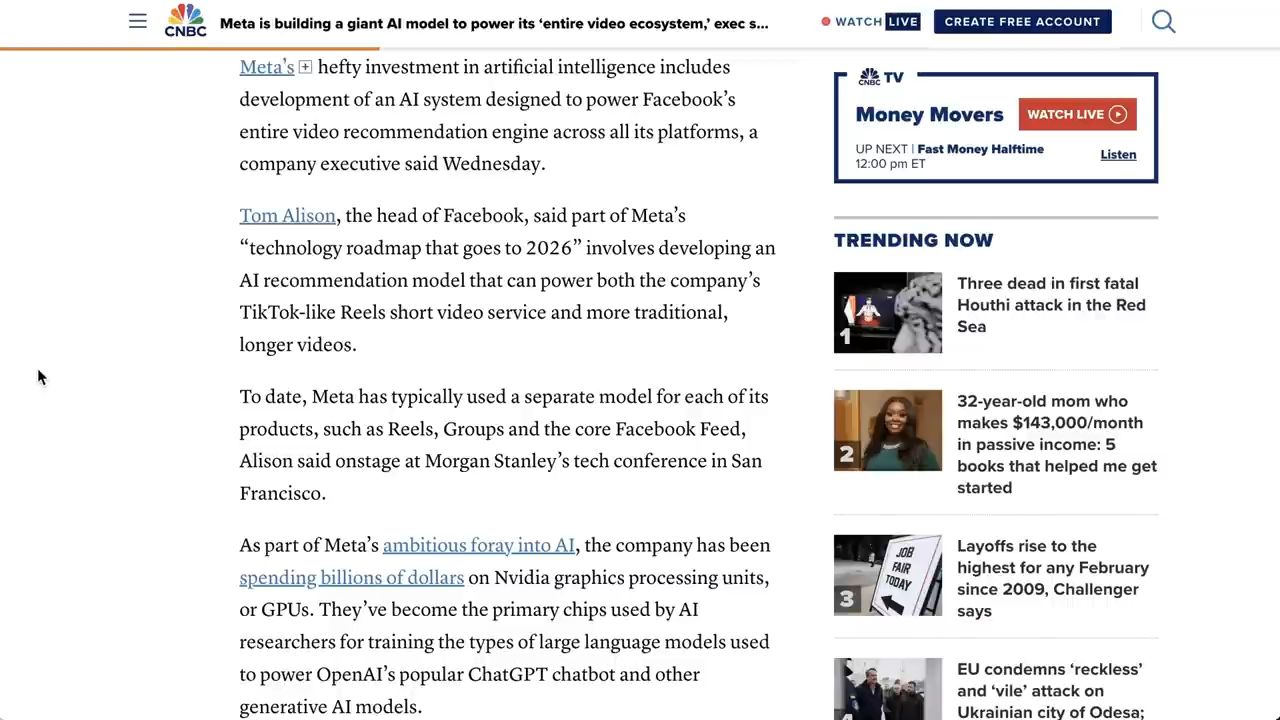 CNBC
Meta is building a giant AI model to power its ‘entire video ecosystem,’ exec s...
WATCH LIVE
CREATE FREE ACCOUNT
Meta’s hefty investment in artificial intelligence includes
development of an AI system designed to power Facebook’s
entire video recommendation engine across all its platforms, a
company executive said Wednesday.
Tom Alison, the head of Facebook, said part of Meta’s
“technology roadmap that goes to 2026” involves developing an
AI recommendation model that can power both the company’s
TikTok-like Reels short video service and more traditional,
longer videos.
To date, Meta has typically used a separate model for each of its
products, such as Reels, Groups and the core Facebook Feed,
Alison said onstage at Morgan Stanley’s tech conference in San
Francisco.
As part of Meta’s ambitious foray into AI, the company has been
spending billions of dollars on Nvidia graphics processing units,
or GPUs. They’ve become the primary chips used by AI
researchers for training the types of large language models used
to power OpenAI’s popular ChatGPT chatbot and other
generative AI models.
CNBC TV
Money Movers
WATCH LIVE
UP NEXT | Fast Money Halftime
12:00 pm ET
Listen
TRENDING NOW
1
Three dead in first fatal
Houthi attack in the Red
Sea
2
32-year-old mom who
makes $143,000/month
in passive income: 5
books that helped me get
started
JOB
FAIR
TODAY
3
Layoffs rise to the
highest for any February
since 2009, Challenger
says
EU condemns ‘reckless’
and ‘vile’ attack on
Ukrainian city of Odesa;